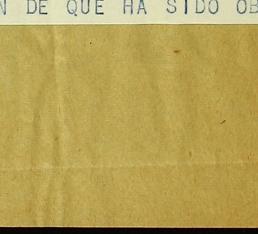 N DE QUE HA SIDO OB